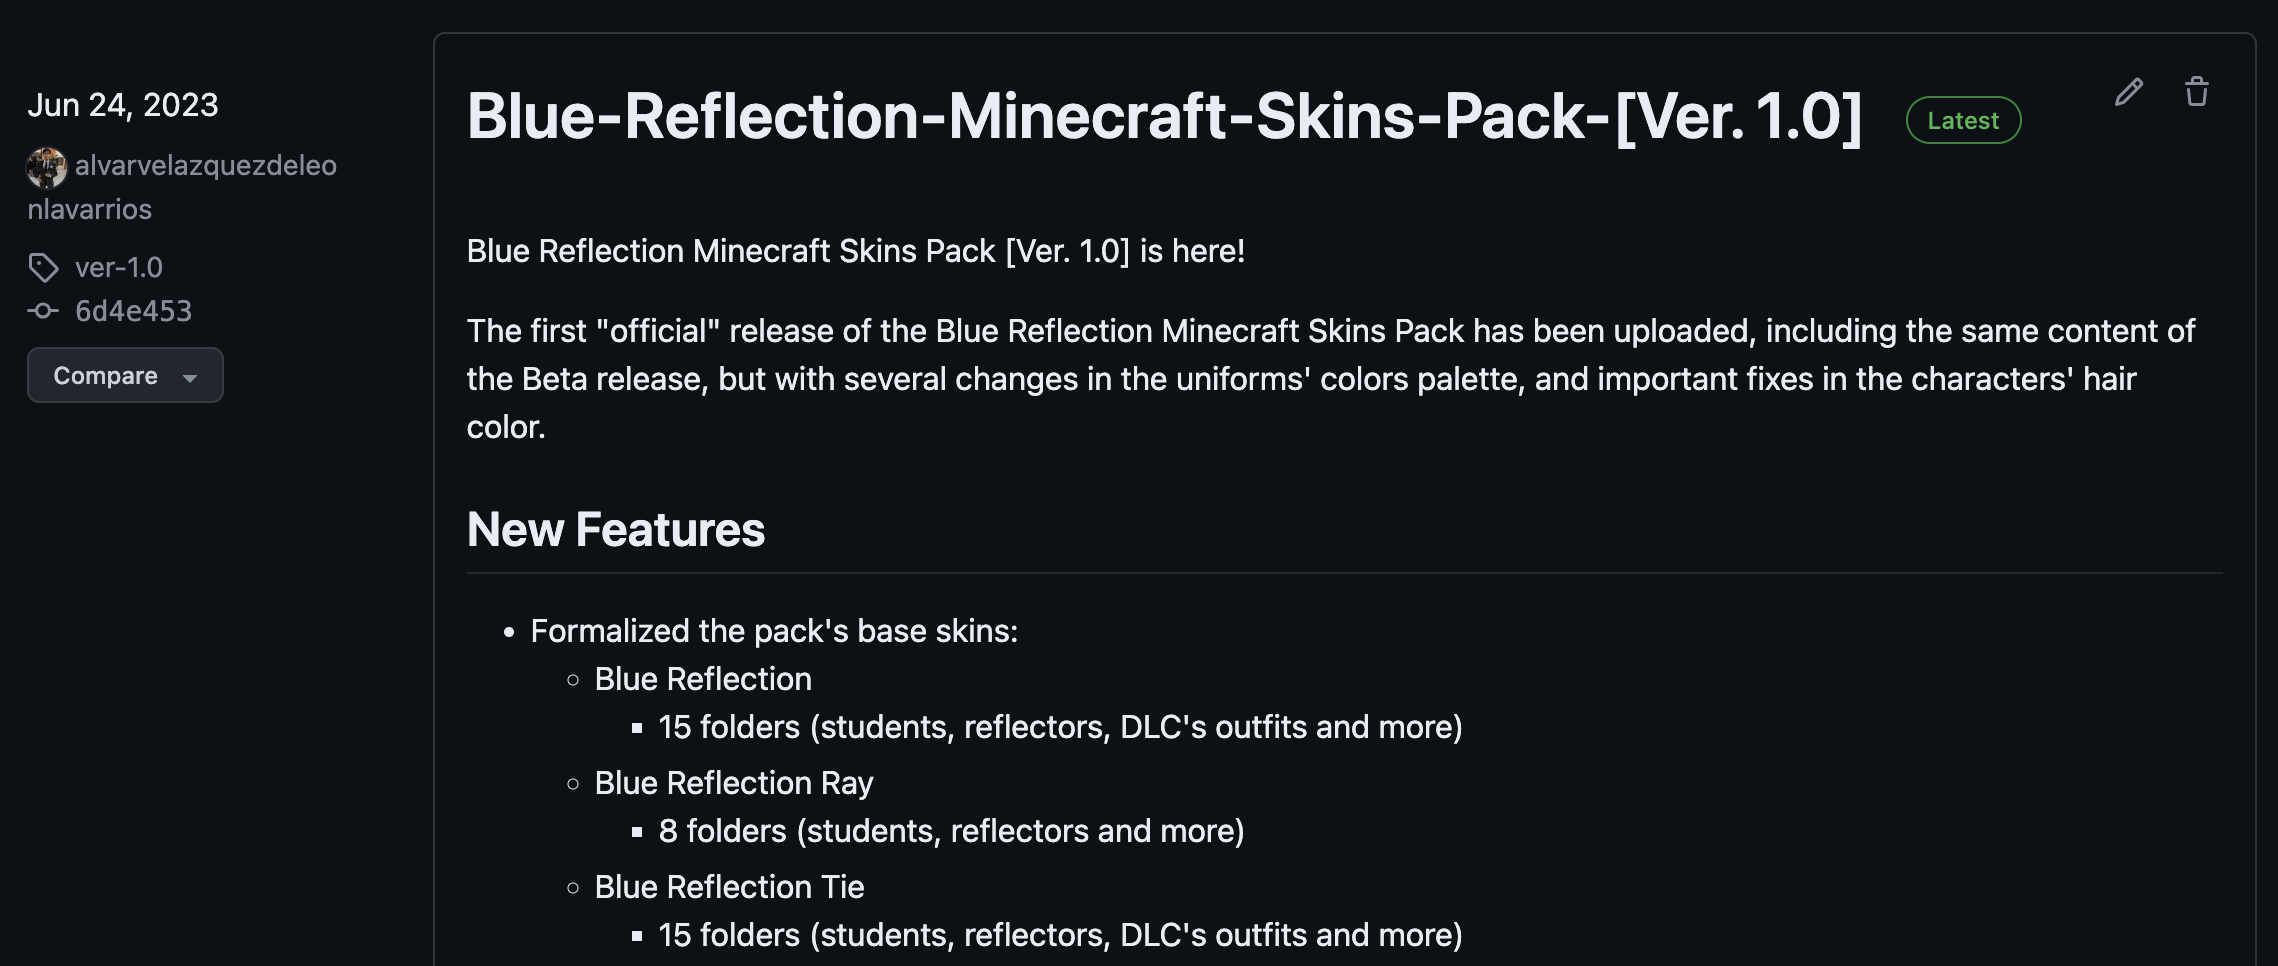 Jun 24, 2023
alvarvelazquezdeleo
nlavarrios
ver-1.0
6d4e453
Compare
Blue-Reflection-Minecraft-Skins-Pack-[Ver. 1.0]
Latest
Blue Reflection Minecraft Skins Pack [Ver. 1.0] is here!
The first "official" release of the Blue Reflection Minecraft Skins Pack has been uploaded, including the same content of
the Beta release, but with several changes in the uniforms' colors palette, and important fixes in the characters' hair
color.
New Features
• Formalized the pack's base skins:
◦ Blue Reflection
▪ 15 folders (students, reflectors, DLC's outfits and more)
◦ Blue Reflection Ray
▪ 8 folders (students, reflectors and more)
◦ Blue Reflection Tie
▪ 15 folders (students, reflectors, DLC's outfits and more)